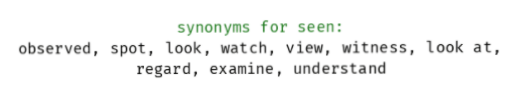 synonyms for seen:
observed, spot, look, watch, view, witness, look at,
regard, examine, understand